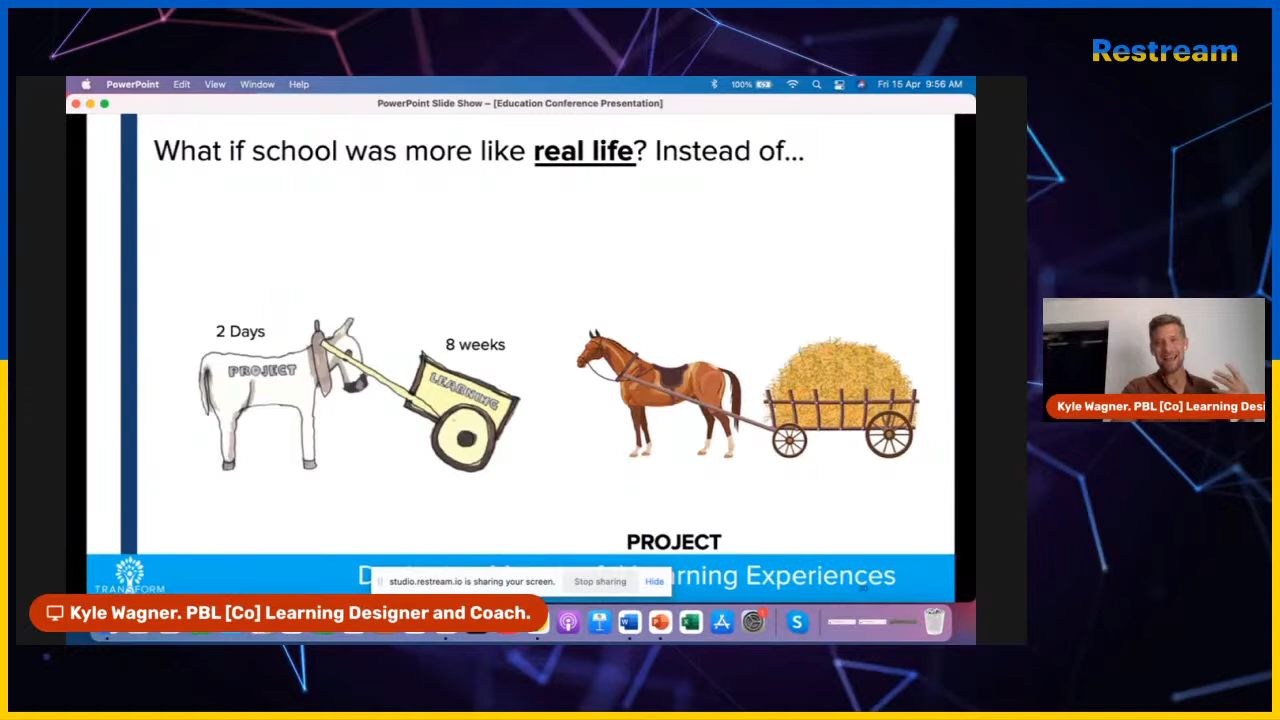 Restream
PowerPoint Edit View Window Help 100% Fri 15 Apr 9:56 AM
PowerPoint Slide Show – [Education Conference Presentation]
What if school was more like real life? Instead of...
2 Days
8 weeks
PROJECT
LEARNING
PROJECT
Learning Experiences
studio.restream.io is sharing your screen. Stop sharing Hide
TRANSFORM
Kyle Wagner. PBL [Co] Learning Designer and Coach.
Kyle Wagner. PBL [Co] Learning Desi